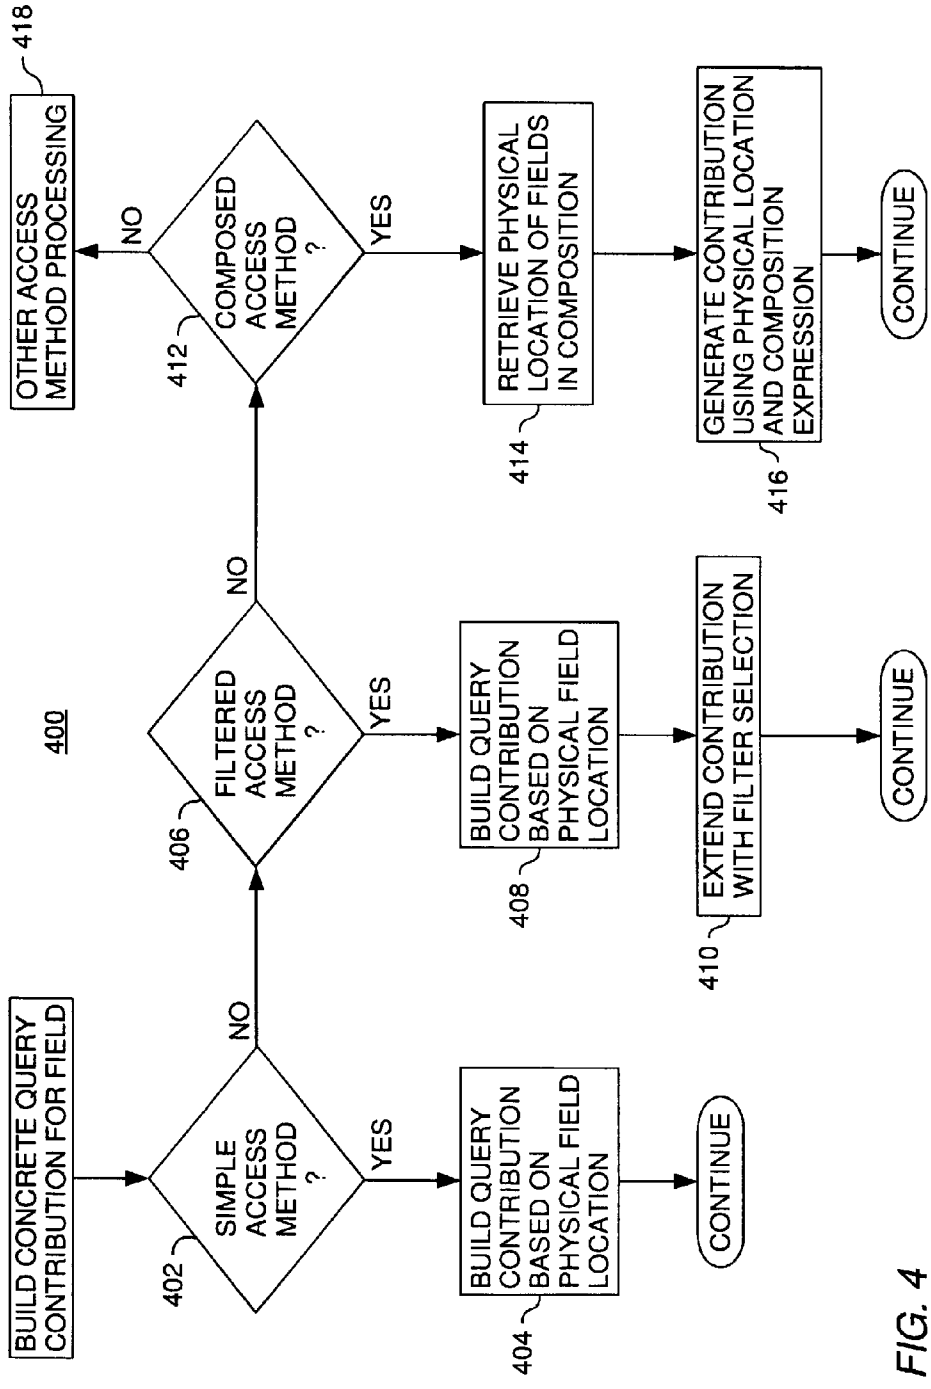 400
BUILD CONCRETE QUERY
CONTRIBUTION FOR FIELD
402
SIMPLE
ACCESS
METHOD
?
NO
YES
BUILD QUERY
CONTRIBUTION
BASED ON
PHYSICAL FIELD
LOCATION
404
CONTINUE
406
FILTERED
ACCESS
METHOD
?
NO
YES
BUILD QUERY
CONTRIBUTION
BASED ON
PHYSICAL FIELD
LOCATION
408
EXTEND CONTRIBUTION
WITH FILTER SELECTION
410
CONTINUE
412
COMPOSED
ACCESS
METHOD
?
NO
YES
OTHER ACCESS
METHOD PROCESSING
418
RETRIEVE PHYSICAL
LOCATION OF FIELDS
IN COMPOSITION
414
GENERATE CONTRIBUTION
USING PHYSICAL LOCATION
AND COMPOSITION
EXPRESSION
416
CONTINUE
FIG. 4